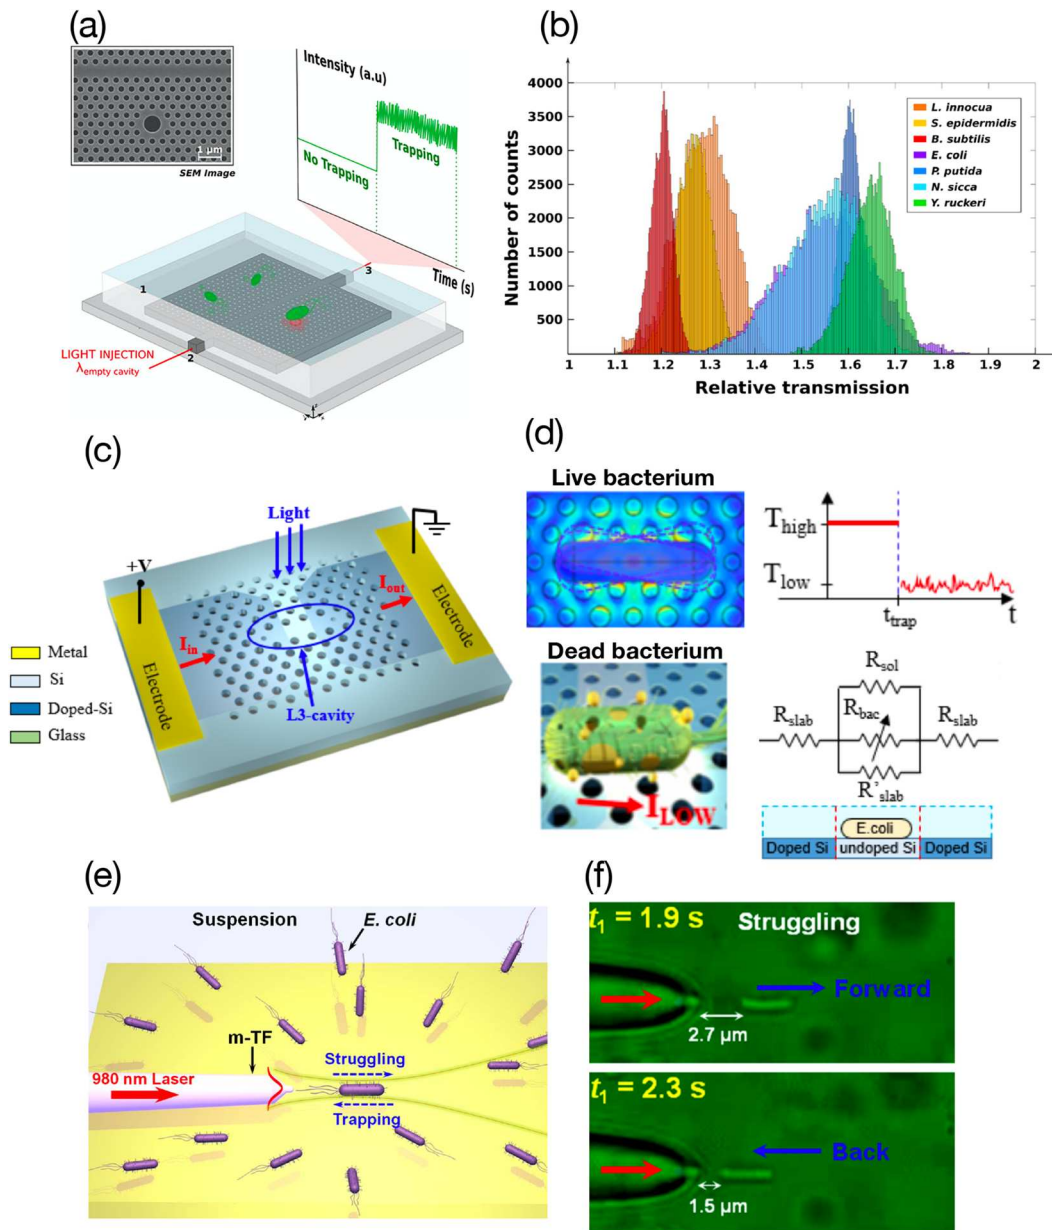 (a)
Intensity (a.u)
No Trapping
Trapping
Time (s)
1 µm
SEM Image
1
2
3
LIGHT INJECTION
λempty cavity
z
y
x
(b)
4000
3500
3000
2500
2000
1500
1000
500
Number of counts
1 1.1 1.2 1.3 1.4 1.5 1.6 1.7 1.8 1.9 2
Relative transmission
L. innocua
S. epidermidis
B. subtilis
E. coli
P. putida
N. sicca
Y. ruckeri
(c)
Light
+V
Electrode
Iin
Iout
Electrode
L3-cavity
Metal
Si
Doped-Si
Glass
(d)
Live bacterium
Thigh
Tlow
ttrap
t
Dead bacterium
ILOW
Rsol
Rslab
Rbac
Rslab
R'slab
E.coli
Doped Si
undoped Si
Doped Si
(e)
Suspension
E. coli
m-TF
980 nm Laser
Struggling
Trapping
(f)
t1 = 1.9 s
Struggling
Forward
2.7 µm
t1 = 2.3 s
Back
1.5 µm